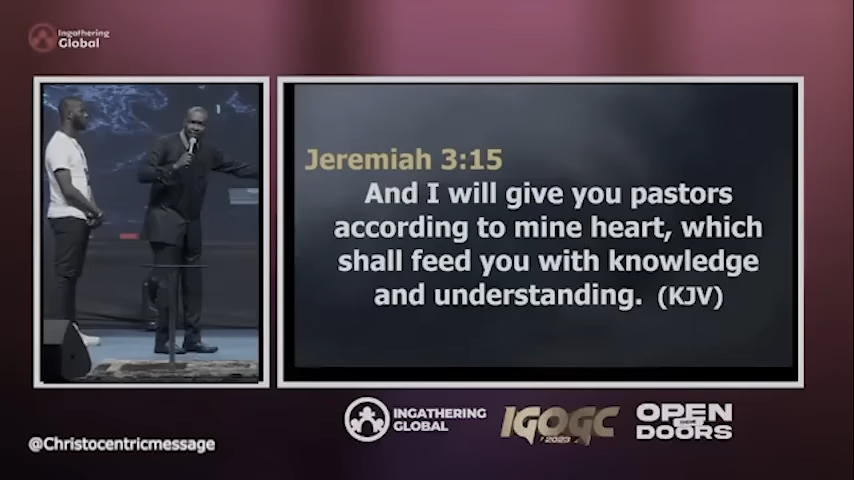 Ingathering
Global
Jeremiah 3:15
And I will give you pastors
according to mine heart, which
shall feed you with knowledge
and understanding. (KJV)
INGATHERING
GLOBAL
IGOGC
2023
OPEN
DOORS
@Christocentricmessage